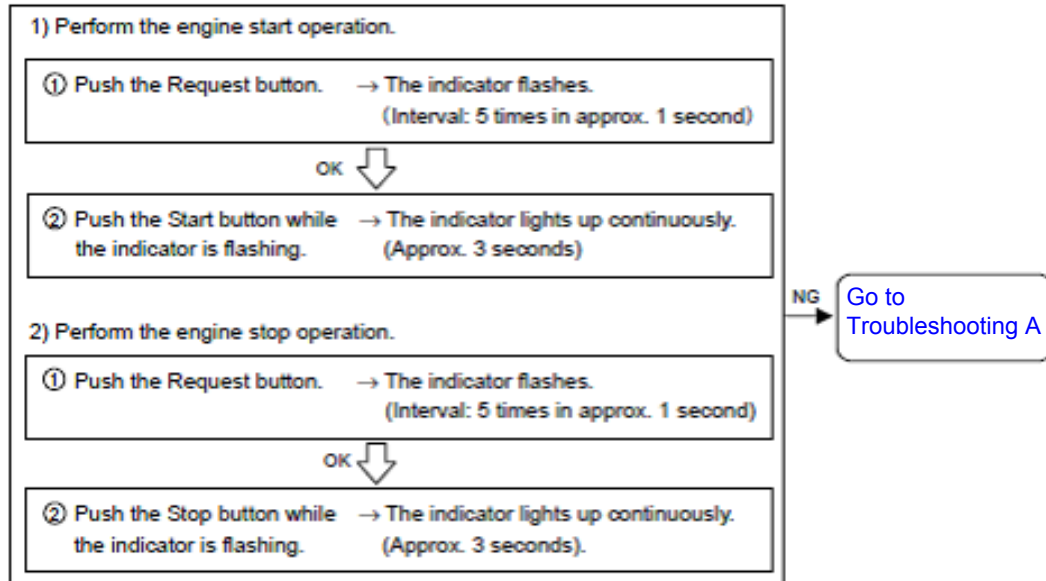 1) Perform the engine start operation.
① Push the Request button. → The indicator flashes.
(Interval: 5 times in approx. 1 second)
OK
② Push the Start button while → The indicator lights up continuously.
the indicator is flashing. (Approx. 3 seconds)
NG
Go to
Troubleshooting A
2) Perform the engine stop operation.
① Push the Request button. → The indicator flashes.
(Interval: 5 times in approx. 1 second)
OK
② Push the Stop button while → The indicator lights up continuously.
the indicator is flashing. (Approx. 3 seconds).